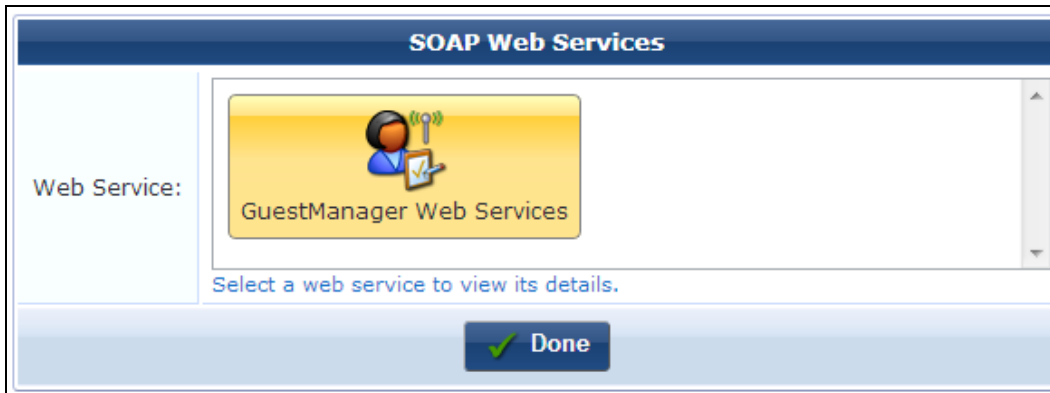 SOAP Web Services
Web Service:
GuestManager Web Services
Select a web service to view its details.
Done